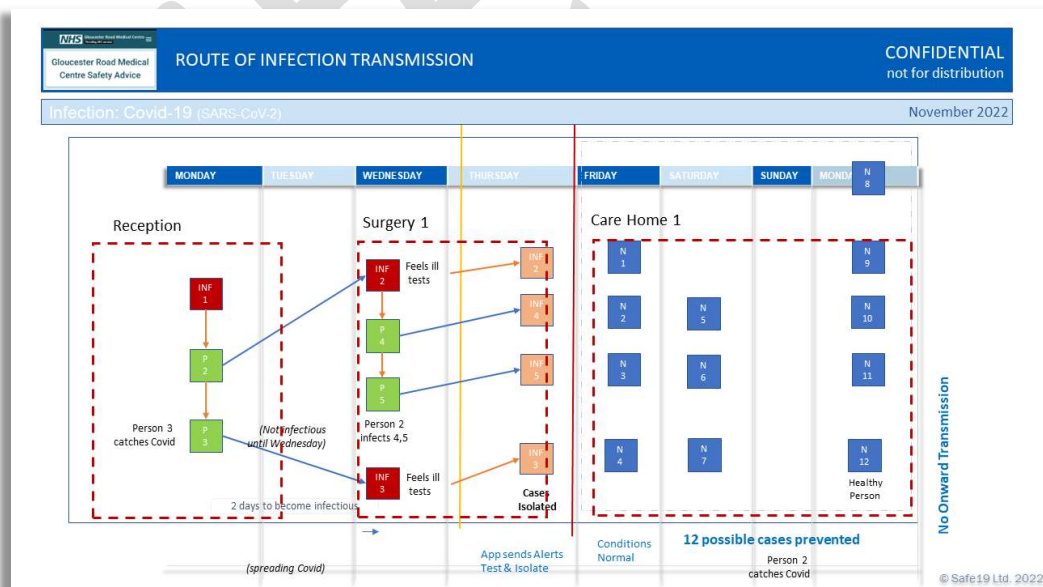 NHS Gloucester Road Medical Centre
Gloucester Road Medical
Centre Safety Advice
ROUTE OF INFECTION TRANSMISSION
CONFIDENTIAL
not for distribution
Infection: Covid-19 (SARS-CoV-2)
November 2022
MONDAY
TUESDAY
WEDNESDAY
THURSDAY
FRIDAY
SATURDAY
SUNDAY
MONDA
N
8
Reception
Surgery 1
Care Home 1
INF
1
P
2
P
3
Person 3
catches Covid
(Not infectious
until Wednesday)
2 days to become infectious
INF
2
Feels ill
tests
P
4
P
5
Person 2
infects 4,5
INF
3
Feels ill
tests
INF
2
INF
4
INF
5
INF
3
Cases
Isolated
N
1
N
2
N
3
N
4
N
5
N
6
N
7
N
9
N
10
N
11
N
12
Healthy
Person
No Onward Transmission
(spreading Covid)
App sends Alerts
Test & Isolate
Conditions
Normal
12 possible cases prevented
Person 2
catches Covid
© Safe19 Ltd. 2022